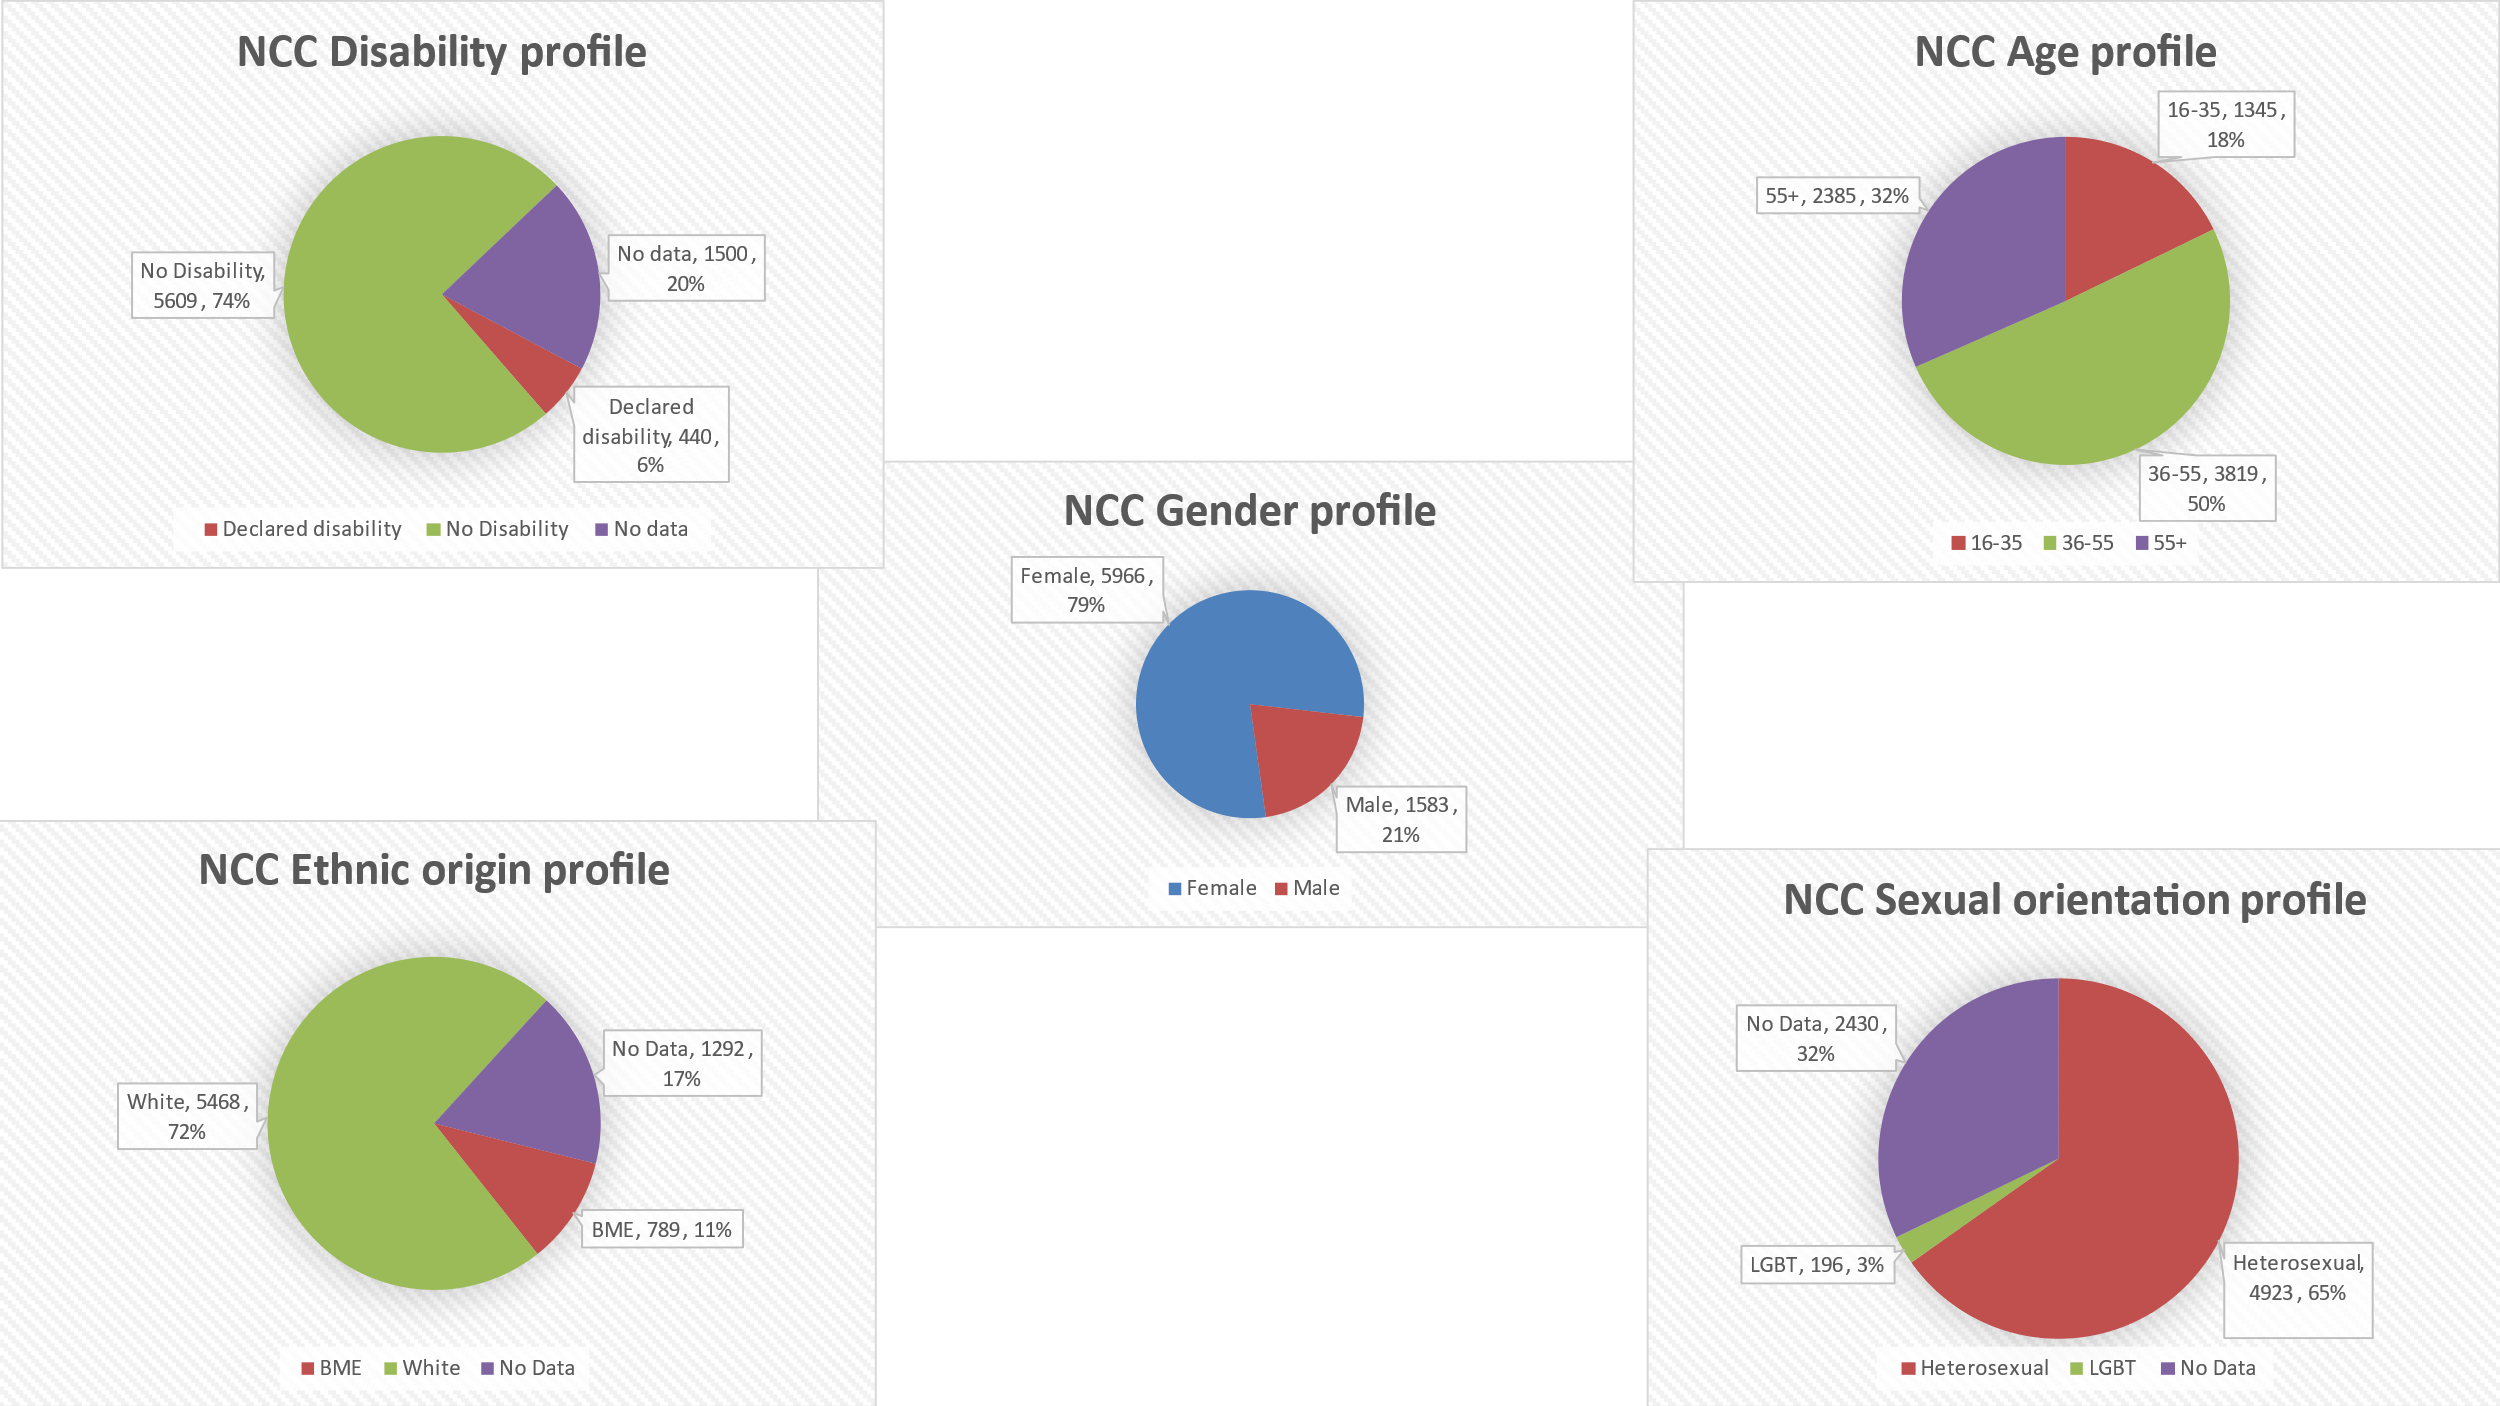 NCC Disability profile
No Disability,
5609 , 74%
No data, 1500 ,
20%
Declared
disability, 440 ,
6%
Declared disability
No Disability
No data
NCC Age profile
16-35, 1345 ,
18%
55+, 2385 , 32%
36-55, 3819 ,
50%
16-35
36-55
55+
NCC Gender profile
Female, 5966 ,
79%
Male, 1583 ,
21%
Female
Male
NCC Ethnic origin profile
No Data, 1292 ,
17%
White, 5468 ,
72%
BME, 789 , 11%
BME
White
No Data
NCC Sexual orientation profile
No Data, 2430 ,
32%
LGBT, 196 , 3%
Heterosexual,
4923 , 65%
Heterosexual
LGBT
No Data